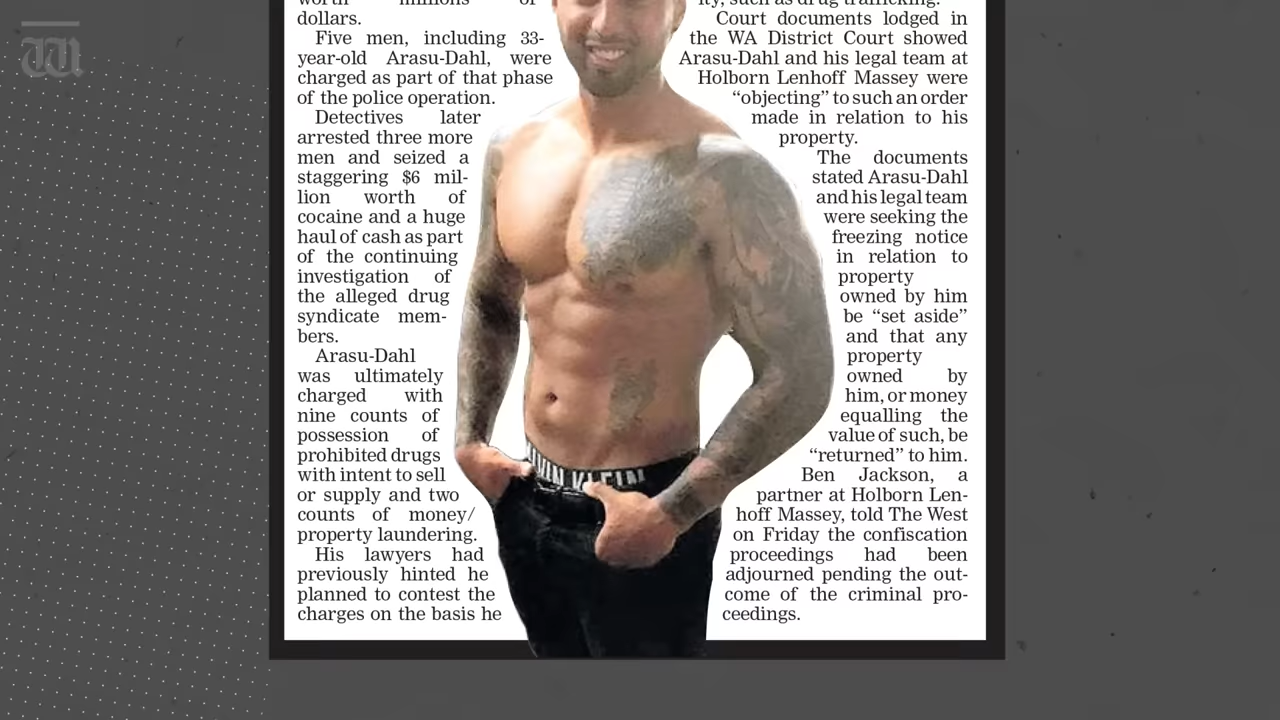 W
worth millions of
dollars.
Five men, including 33-
year-old Arasu-Dahl, were
charged as part of that phase
of the police operation.
Detectives later
arrested three more
men and seized a
staggering $6 mil-
lion worth of
cocaine and a huge
haul of cash as part
of the continuing
investigation of
the alleged drug
syndicate mem-
bers.
Arasu-Dahl
was ultimately
charged with
nine counts of
possession of
prohibited drugs
with intent to sell
or supply and two
counts of money/
property laundering.
His lawyers had
previously hinted he
planned to contest the
charges on the basis he
ity, such as drug trafficking.
Court documents lodged in
the WA District Court showed
Arasu-Dahl and his legal team at
Holborn Lenhoff Massey were
“objecting” to such an order
made in relation to his
property.
The documents
stated Arasu-Dahl
and his legal team
were seeking the
freezing notice
in relation to
property
owned by him
be “set aside”
and that any
property
owned by
him, or money
equalling the
value of such, be
“returned” to him.
Ben Jackson, a
partner at Holborn Len-
hoff Massey, told The West
on Friday the confiscation
proceedings had been
adjourned pending the out-
come of the criminal pro-
ceedings.
KLEIN